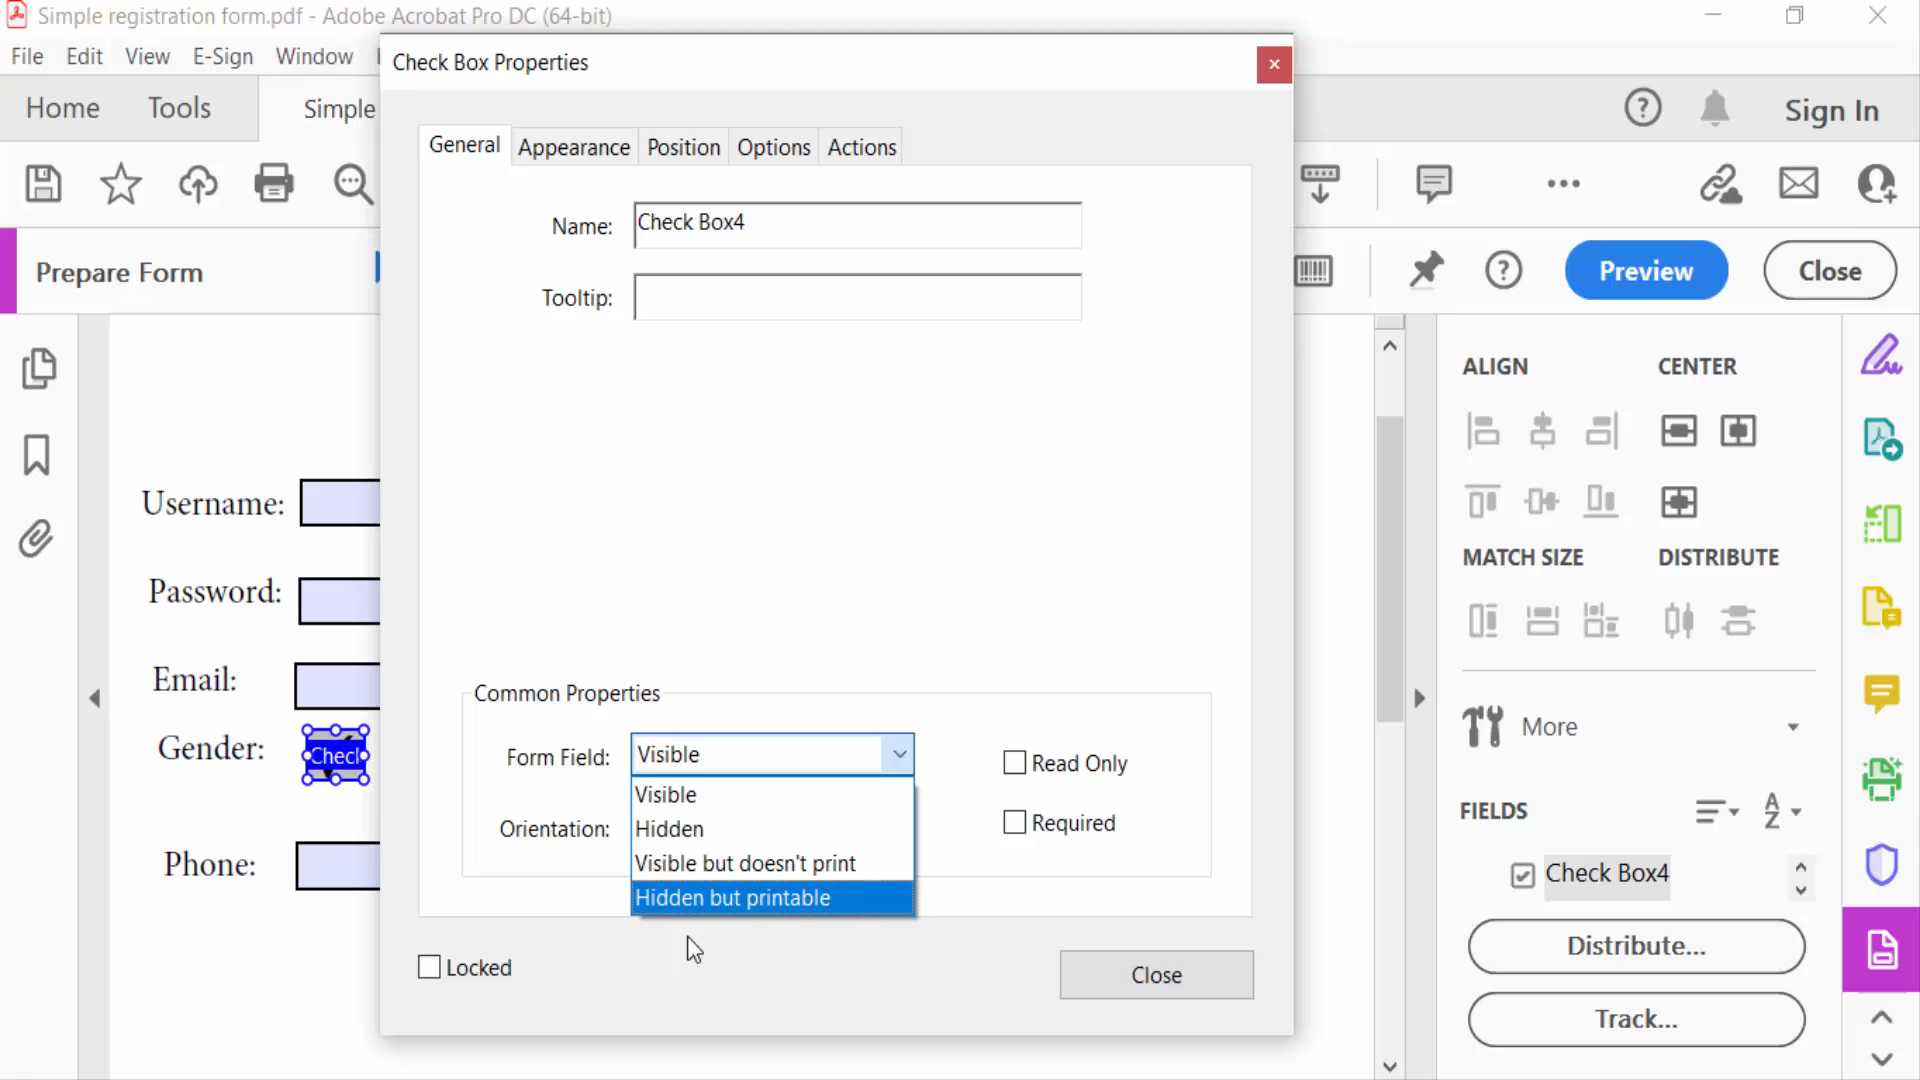 Simple registration form.pdf - Adobe Acrobat Pro DC (64-bit)
File Edit View E-Sign Window
Home Tools Simple
Sign In
Prepare Form
Preview Close
Check Box Properties
General Appearance Position Options Actions
Name: Check Box4
Tooltip:
Common Properties
Form Field: Visible
Visible
Hidden
Visible but doesn't print
Hidden but printable
Orientation:
Read Only
Required
Locked
Close
Username:
Password:
Email:
Gender:
Chec
Phone:
ALIGN CENTER
MATCH SIZE DISTRIBUTE
More
FIELDS
A
Z
Check Box4
Distribute...
Track...